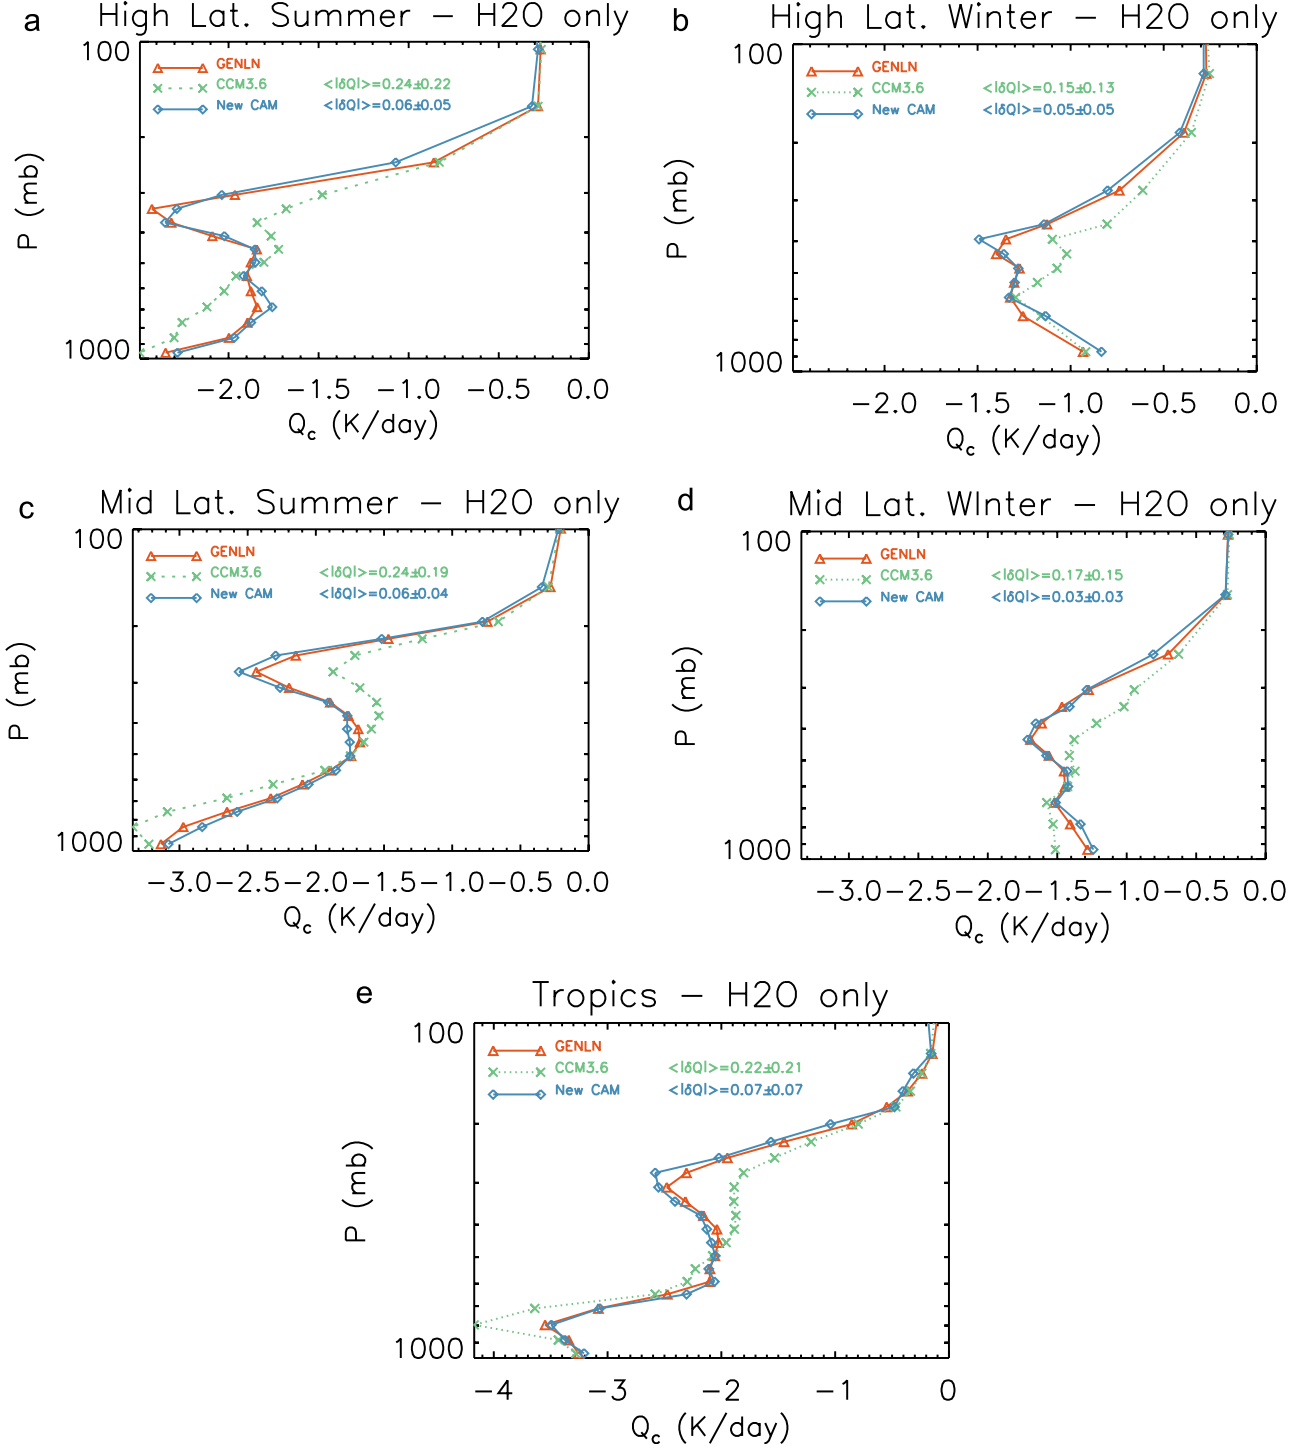 a
High Lat. Summer – H2O only
100
GENLN
CCM3.6 <|δQ|>=0.24±0.22
New CAM <|δQ|>=0.06±0.05
P (mb)
1000
−2.0 −1.5 −1.0 −0.5 0.0
Qc (K/day)
b
High Lat. Winter – H2O only
100
GENLN
CCM3.6 <|δQ|>=0.15±0.13
New CAM <|δQ|>=0.05±0.05
P (mb)
1000
−2.0 −1.5 −1.0 −0.5 0.0
Qc (K/day)
c
Mid Lat. Summer – H2O only
100
GENLN
CCM3.6 <|δQ|>=0.24±0.19
New CAM <|δQ|>=0.06±0.04
P (mb)
1000
−3.0−2.5−2.0−1.5−1.0−0.5 0.0
Qc (K/day)
d
Mid Lat. WInter – H2O only
100
GENLN
CCM3.6 <|δQ|>=0.17±0.15
New CAM <|δQ|>=0.03±0.03
P (mb)
1000
−3.0−2.5−2.0−1.5−1.0−0.5 0.0
Qc (K/day)
e
Tropics – H2O only
100
GENLN
CCM3.6 <|δQ|>=0.22±0.21
New CAM <|δQ|>=0.07±0.07
P (mb)
1000
−4 −3 −2 −1 0
Qc (K/day)